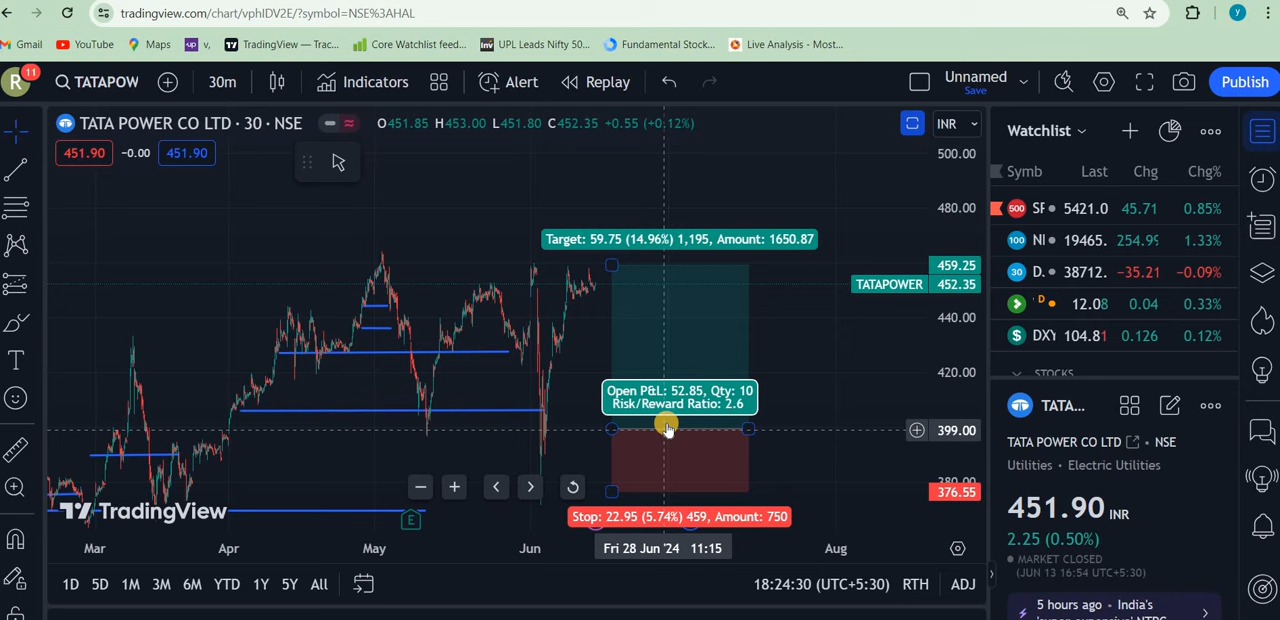 tradingview.com/chart/vphIDV2E/?symbol=NSE%3AHAL
Gmail YouTube Maps v, TradingView — Trac... Core Watchlist feed... UPL Leads Nifty 50... Fundamental Stock... Live Analysis - Most...
R 11 TATAPOW 30m Indicators Alert Replay Unnamed Save Publish
TATA POWER CO LTD · 30 · NSE O451.85 H453.00 L451.80 C452.35 +0.55 (+0.12%) INR
451.90 -0.00 451.90
500.00
480.00
Target: 59.75 (14.96%) 1,195, Amount: 1650.87
459.25
TATAPOWER 452.35
440.00
420.00
Open P&L: 52.85, Qty: 10
Risk/Reward Ratio: 2.6
399.00
380.00
376.55
TradingView
Stop: 22.95 (5.74%) 459, Amount: 750
E
Mar Apr May Jun Fri 28 Jun '24 11:15 Aug
1D 5D 1M 3M 6M YTD 1Y 5Y All 18:24:30 (UTC+5:30) RTH ADJ
Watchlist
Symb Last Chg Chg%
500 SF 5421.0 45.71 0.85%
100 NI 19465. 254.99 1.33%
30 D. 38712. −35.21 −0.09%
D 12.08 0.04 0.33%
$ DXY 104.81 0.126 0.12%
STOCKS
TATA...
TATA POWER CO LTD · NSE
Utilities · Electric Utilities
451.90 INR
2.25 (0.50%)
MARKET CLOSED
(JUN 13 16:54 UTC+5:30)
5 hours ago · India's